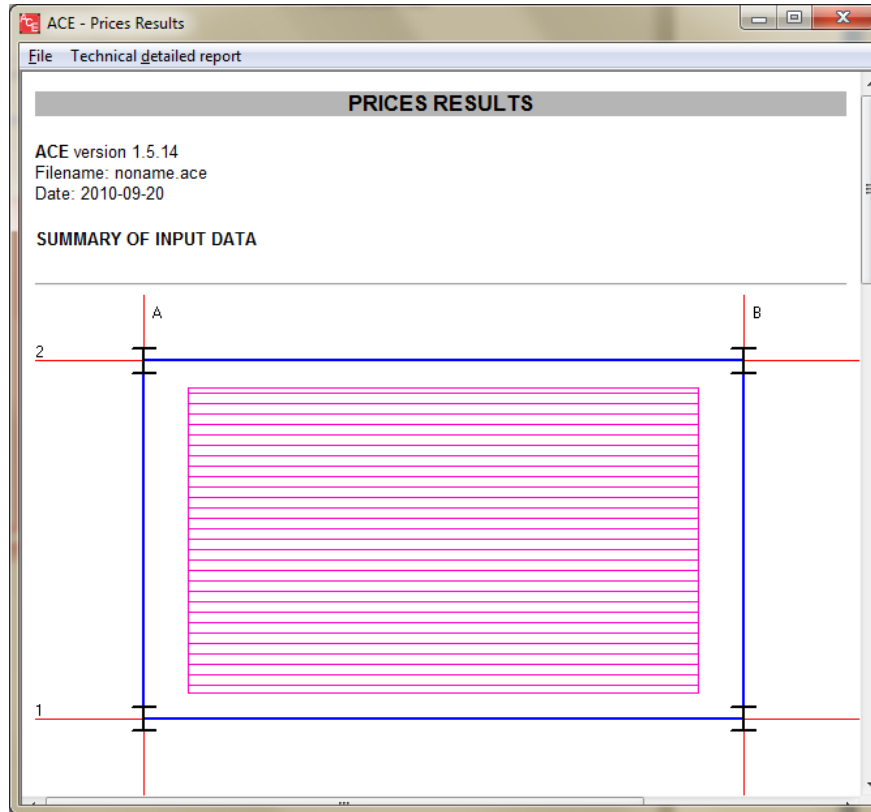 ACE
ACE - Prices Results
File Technical detailed report
PRICES RESULTS
ACE version 1.5.14
Filename: noname.ace
Date: 2010-09-20
SUMMARY OF INPUT DATA
A B
2
1